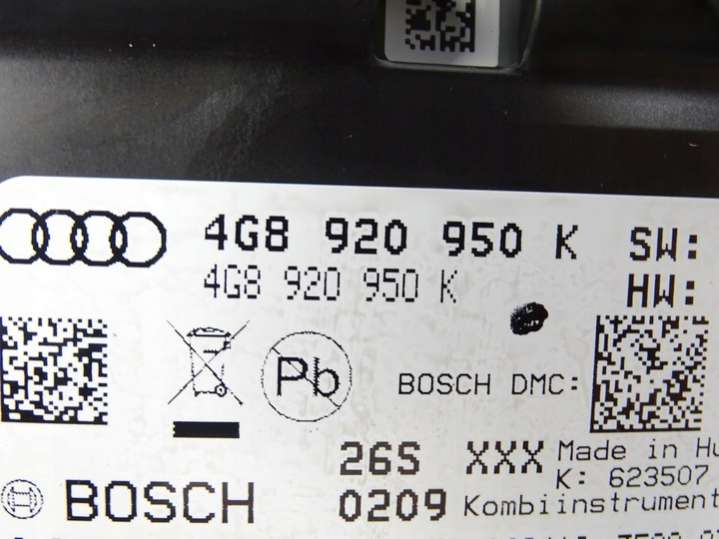 4G8 920 950 K SW:
4G8 920 950 K HW:
Pb
BOSCH DMC:
26S XXX Made in Hu
K: 623507
BOSCH 0209 Kombiinstrument